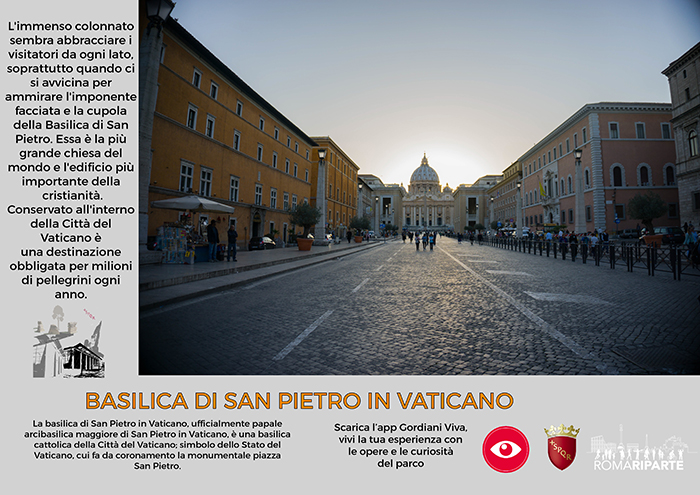 L'immenso colonnato
sembra abbracciare i
visitatori da ogni lato,
soprattutto quando ci
si avvicina per
ammirare l'imponente
facciata e la cupola
della Basilica di San
Pietro. Essa è la più
grande chiesa del
mondo e l'edificio più
importante della
cristianità.
Conservato all'interno
della Città del
Vaticano è
una destinazione
obbligata per milioni
di pellegrini ogni
anno.
BASILICA DI SAN PIETRO IN VATICANO
La basilica di San Pietro in Vaticano, ufficialmente papale
arcibasilica maggiore di San Pietro in Vaticano, è una basilica
cattolica della Città del Vaticano; simbolo dello Stato del
Vaticano, cui fa da coronamento la monumentale piazza
San Pietro.
Scarica l'app Gordiani Viva,
vivi la tua esperienza con
le opere e le curiosità
del parco
SPQR
ROMARIPARTE